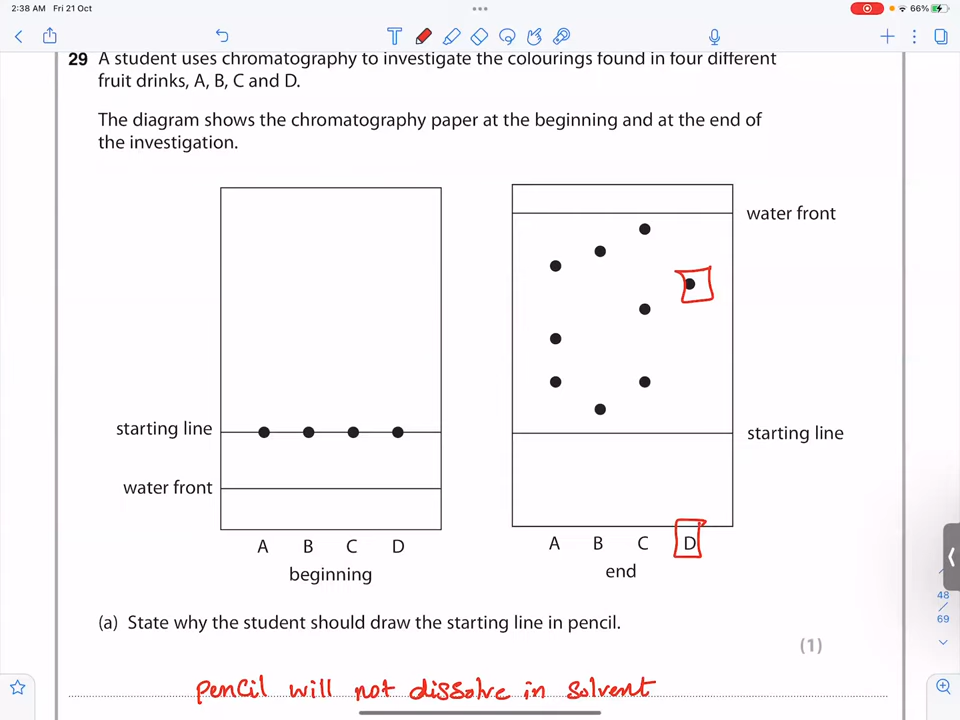 2:38 AM Fri 21 Oct
66%
29 A student uses chromatography to investigate the colourings found in four different
fruit drinks, A, B, C and D.
The diagram shows the chromatography paper at the beginning and at the end of
the investigation.
water front
starting line
starting line
water front
A B C D
A B C D
beginning
end
(a) State why the student should draw the starting line in pencil.
(1)
pencil will not dissolve in solvent
48
/
69